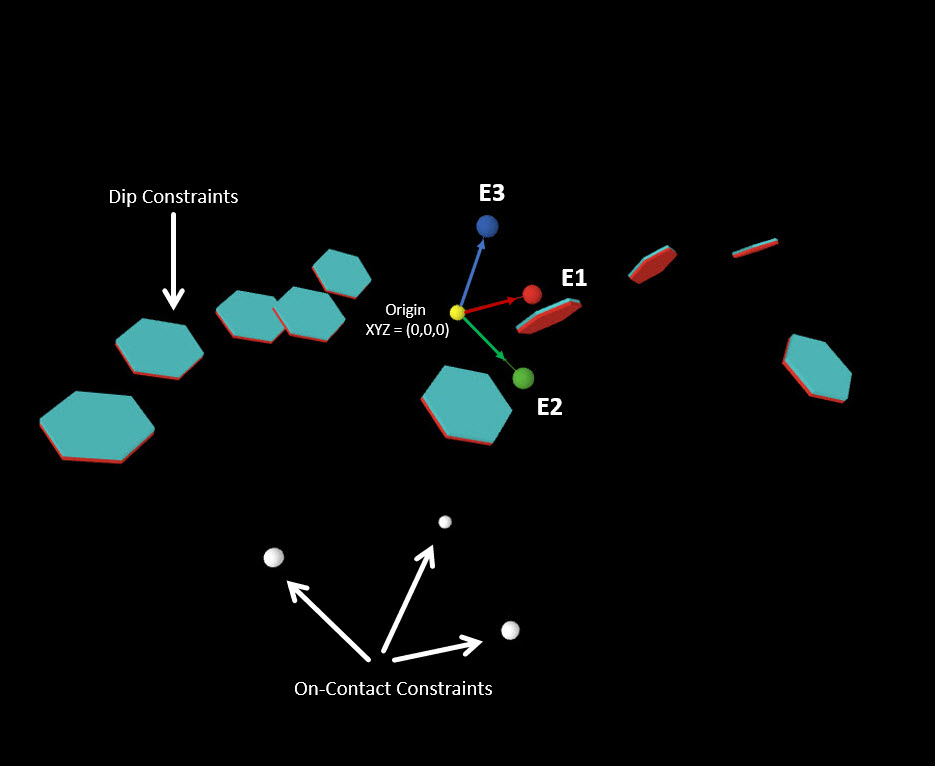 E3
Dip Constraints
E1
Origin
XYZ = (0,0,0)
E2
On-Contact Constraints